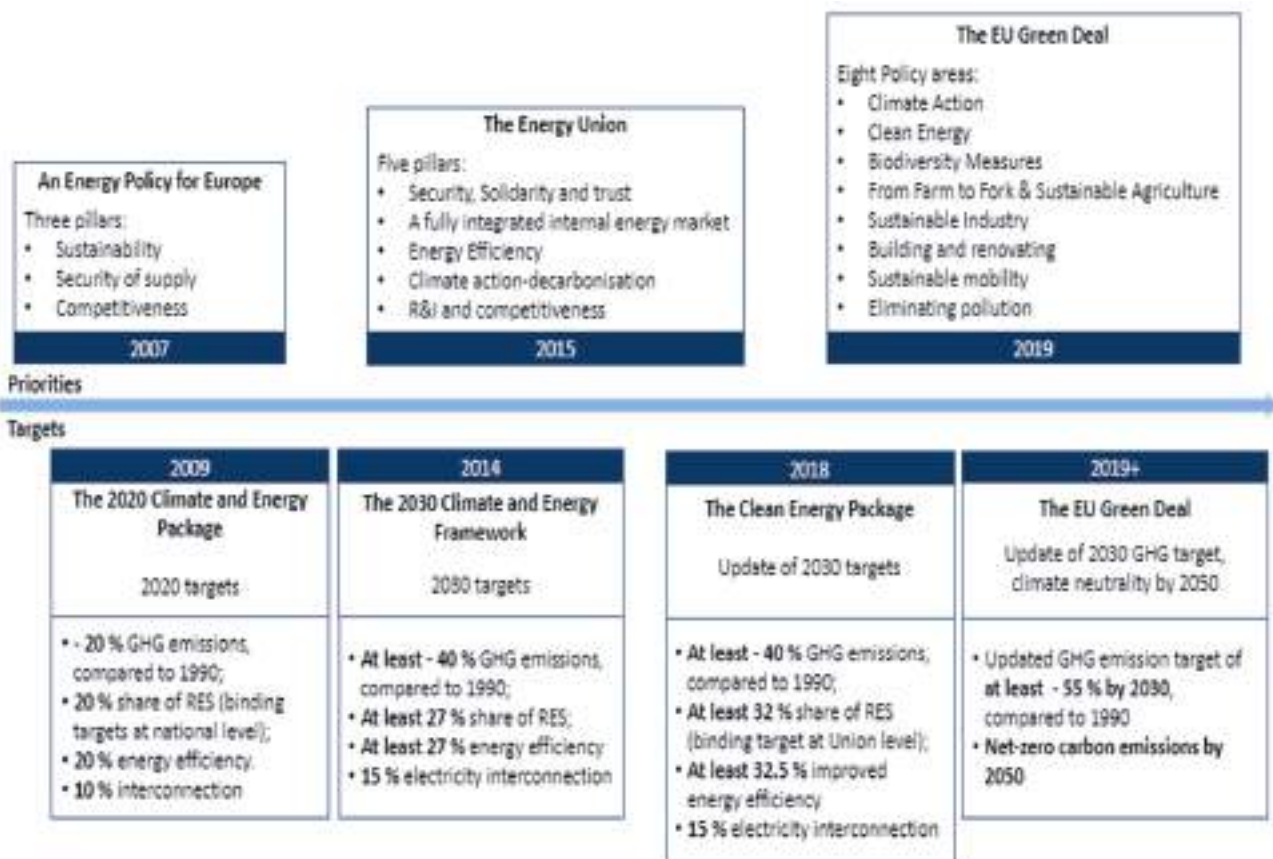 An Energy Policy for Europe
Three pillars:
• Sustainability
• Security of supply
• Competitiveness
2007
The Energy Union
Five pillars:
• Security, Solidarity and trust
• A fully integrated internal energy market
• Energy Efficiency
• Climate action-decarbonisation
• R&I and competitiveness
2015
The EU Green Deal
Eight Policy areas:
• Climate Action
• Clean Energy
• Biodiversity Measures
• From Farm to Fork & Sustainable Agriculture
• Sustainable Industry
• Building and renovating
• Sustainable mobility
• Eliminating pollution
2019
Priorities
Targets
2009
The 2020 Climate and Energy
Package
2020 targets
• - 20 % GHG emissions,
compared to 1990;
• 20 % share of RES (binding
targets at national level);
• 20 % energy efficiency.
• 10 % interconnection
2014
The 2030 Climate and Energy
Framework
2030 targets
• At least - 40 % GHG emissions,
compared to 1990;
• At least 27 % share of RES;
• At least 27 % energy efficiency
• 15 % electricity interconnection
2018
The Clean Energy Package
Update of 2030 targets
• At least - 40 % GHG emissions,
compared to 1990;
• At least 32 % share of RES
(binding target at Union level);
• At least 32.5 % improved
energy efficiency
• 15 % electricity interconnection
2019+
The EU Green Deal
Update of 2030 GHG target,
climate neutrality by 2050
• Updated GHG emission target of
at least - 55 % by 2030,
compared to 1990
• Net-zero carbon emissions by
2050